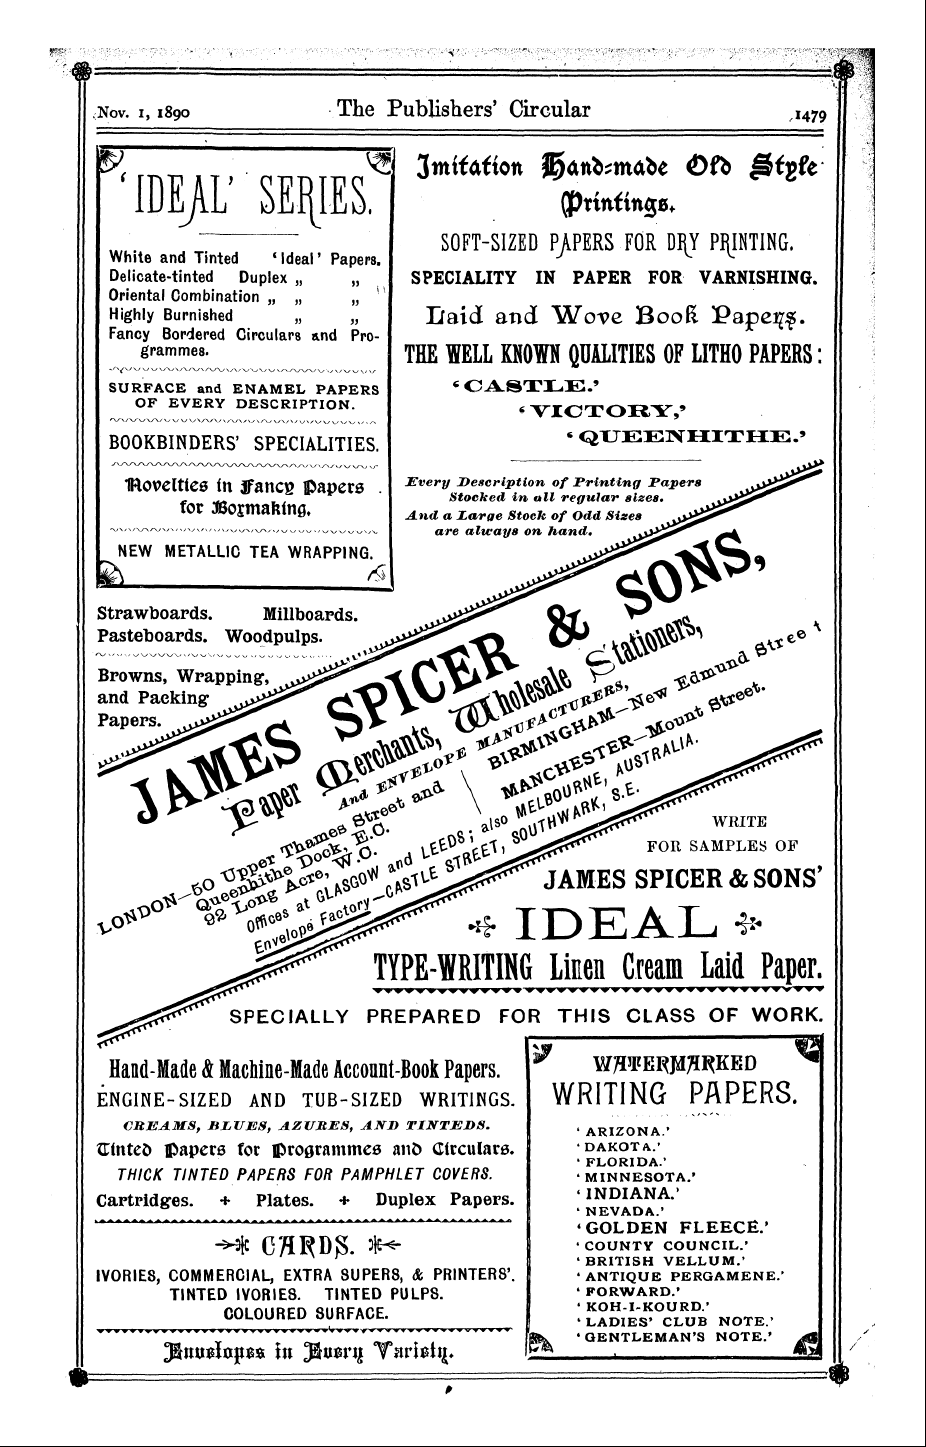 Nov. 1, 1890
The Publishers' Circular
1479
'IDEAL' SERIES.
White and Tinted 'Ideal' Papers.
Delicate-tinted Duplex „ „
Oriental Combination „ „ „
Highly Burnished „ „
Fancy Bordered Circulars and Pro-
grammes.
SURFACE and ENAMEL PAPERS
OF EVERY DESCRIPTION.
BOOKBINDERS' SPECIALITIES.
Novelties in Fancy Papers
for Boxmaking.
NEW METALLIC TEA WRAPPING.
Imitation Hand-made Old Style
Printings.
SOFT-SIZED PAPERS FOR DRY PRINTING.
SPECIALITY IN PAPER FOR VARNISHING.
Laid and Wove Book Papers.
THE WELL KNOWN QUALITIES OF LITHO PAPERS:
'CASTLE.'
'VICTORY,'
'QUEENHITHE.'
Every Description of Printing Papers
Stocked in all regular sizes.
And a Large Stock of Odd Sizes
are always on hand.
Strawboards. Millboards.
Pasteboards. Woodpulps.
Browns, Wrapping,
and Packing
Papers.
JAMES SPICER & SONS,
Paper Merchants, Wholesale Stationers,
And ENVELOPE MANUFACTURERS,
LONDON—50 Upper Thames Street and
Queenhithe Dock, E.C.
92 Long Acre, W.C.
BIRMINGHAM—New Edmund Street
MANCHESTER—Mount Street.
Offices at GLASGOW and LEEDS; also MELBOURNE, AUSTRALIA.
Envelope Factory—CASTLE STREET, SOUTHWARK, S.E.
WRITE
FOR SAMPLES OF
JAMES SPICER & SONS'
IDEAL
TYPE-WRITING Linen Cream Laid Paper.
SPECIALLY PREPARED FOR THIS CLASS OF WORK.
Hand-Made & Machine-Made Account-Book Papers.
ENGINE-SIZED AND TUB-SIZED WRITINGS.
CREAMS, BLUES, AZURES, AND TINTEDS.
Tinted Papers for Programmes and Circulars.
THICK TINTED PAPERS FOR PAMPHLET COVERS.
Cartridges. + Plates. + Duplex Papers.
CARDS.
IVORIES, COMMERCIAL, EXTRA SUPERS, & PRINTERS'.
TINTED IVORIES. TINTED PULPS.
COLOURED SURFACE.
Envelopes in Every Variety.
WATERMARKED
WRITING PAPERS.
'ARIZONA.'
'DAKOTA.'
'FLORIDA.'
'MINNESOTA.'
'INDIANA.'
'NEVADA.'
'GOLDEN FLEECE.'
'COUNTY COUNCIL.'
'BRITISH VELLUM.'
'ANTIQUE PERGAMENE.'
'FORWARD.'
'KOH-I-KOURD.'
'LADIES' CLUB NOTE.'
'GENTLEMAN'S NOTE.'